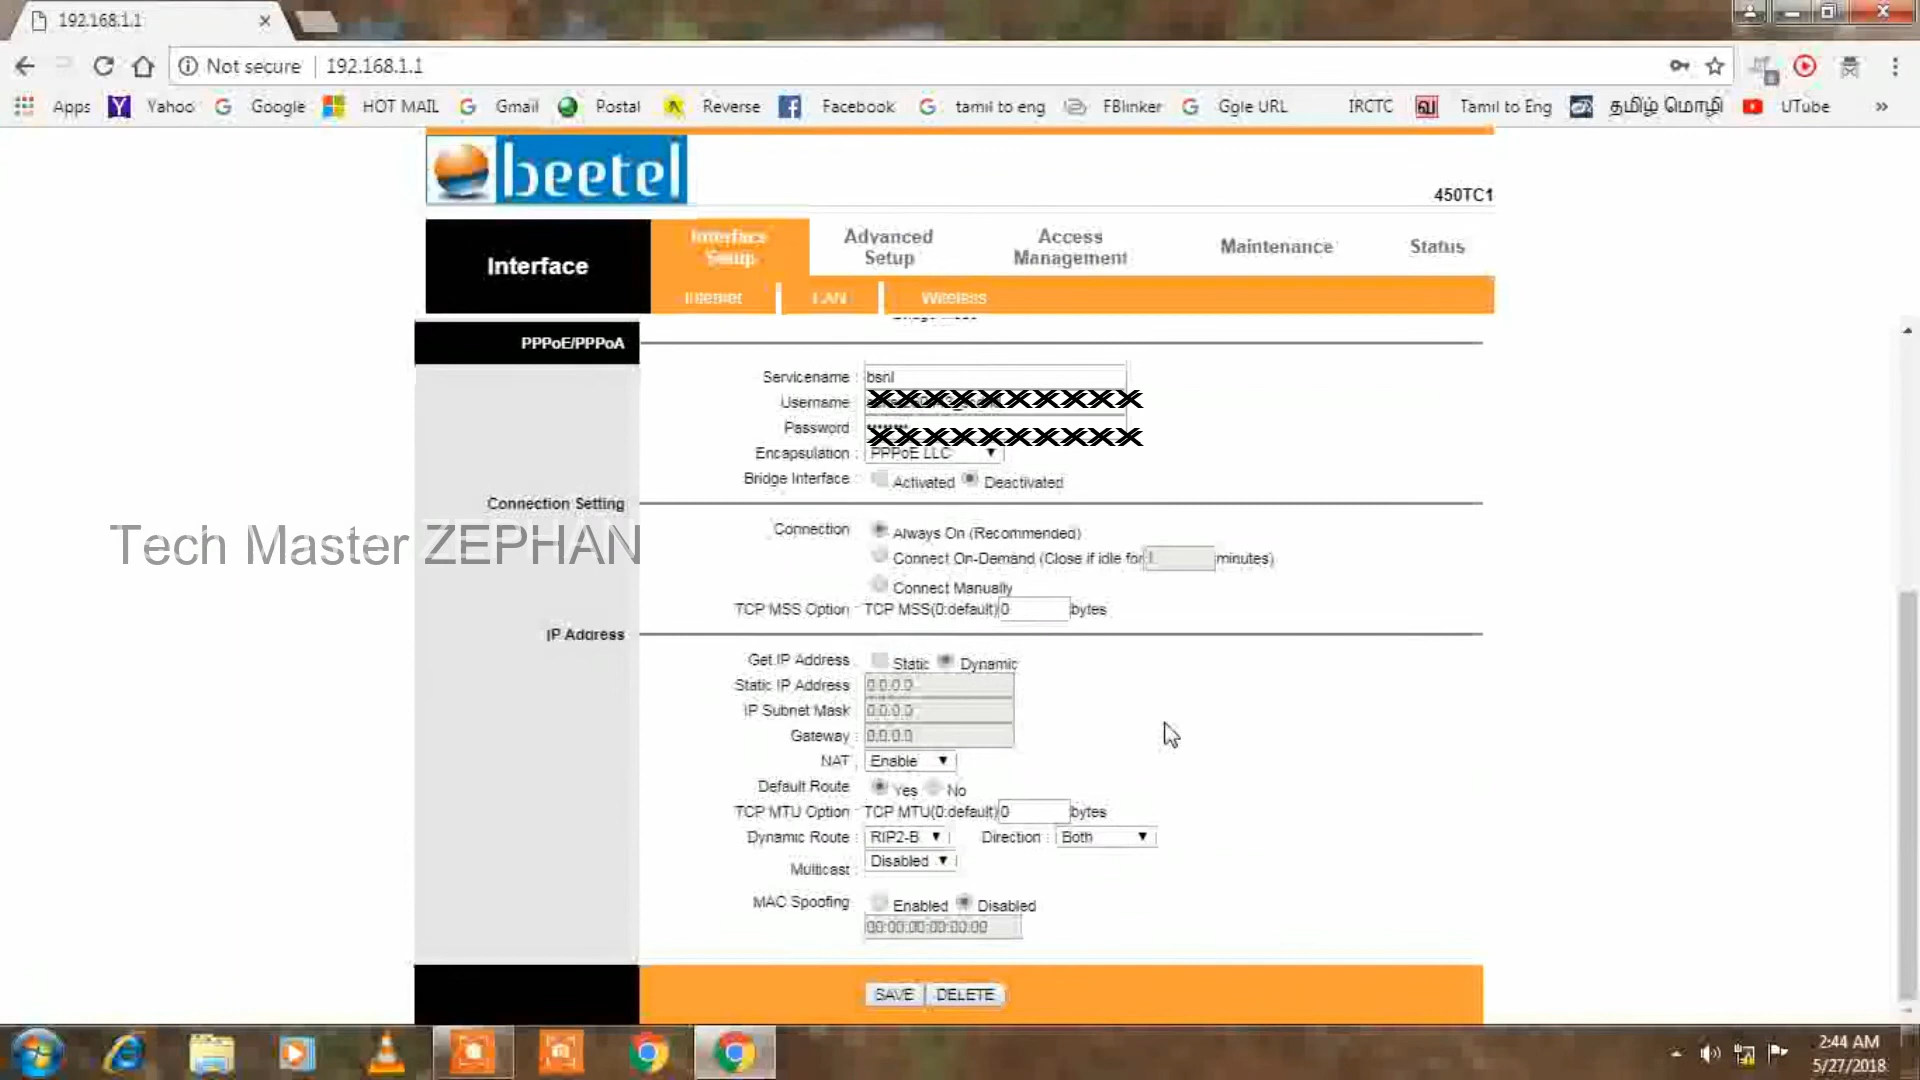 192.168.1.1
Not secure 192.168.1.1
Apps Yahoo Google HOT MAIL Gmail Postal Reverse Facebook tamil to eng FBlinker Ggle URL IRCTC Tamil to Eng தமிழ் மொழி UTube »
beetel
450TC1
Interface
Interface Setup
Advanced Setup
Access Management
Maintenance
Status
Internet LAN Wireless
PPPoE/PPPoA
Servicename : bsnl
Username XXXXXXXXXX
Password XXXXXXXXXX
Encapsulation : PPPoE LLC
Bridge Interface : Activated Deactivated
Connection Setting
Connection Always On (Recommended)
Connect On-Demand (Close if idle for minutes)
Connect Manually
TCP MSS Option : TCP MSS(0:default) 0 bytes
Tech Master ZEPHAN
IP Address
Get IP Address Static Dynamic
Static IP Address : 0.0.0.0
IP Subnet Mask 0.0.0.0
Gateway : 0.0.0.0
NAT : Enable
Default Route Yes No
TCP MTU Option : TCP MTU(0:default) 0 bytes
Dynamic Route : RIP2-B Direction : Both
Multicast : Disabled
MAC Spoofing Enabled Disabled
00:00:00:00:00:00
SAVE DELETE
2:44 AM
5/27/2018